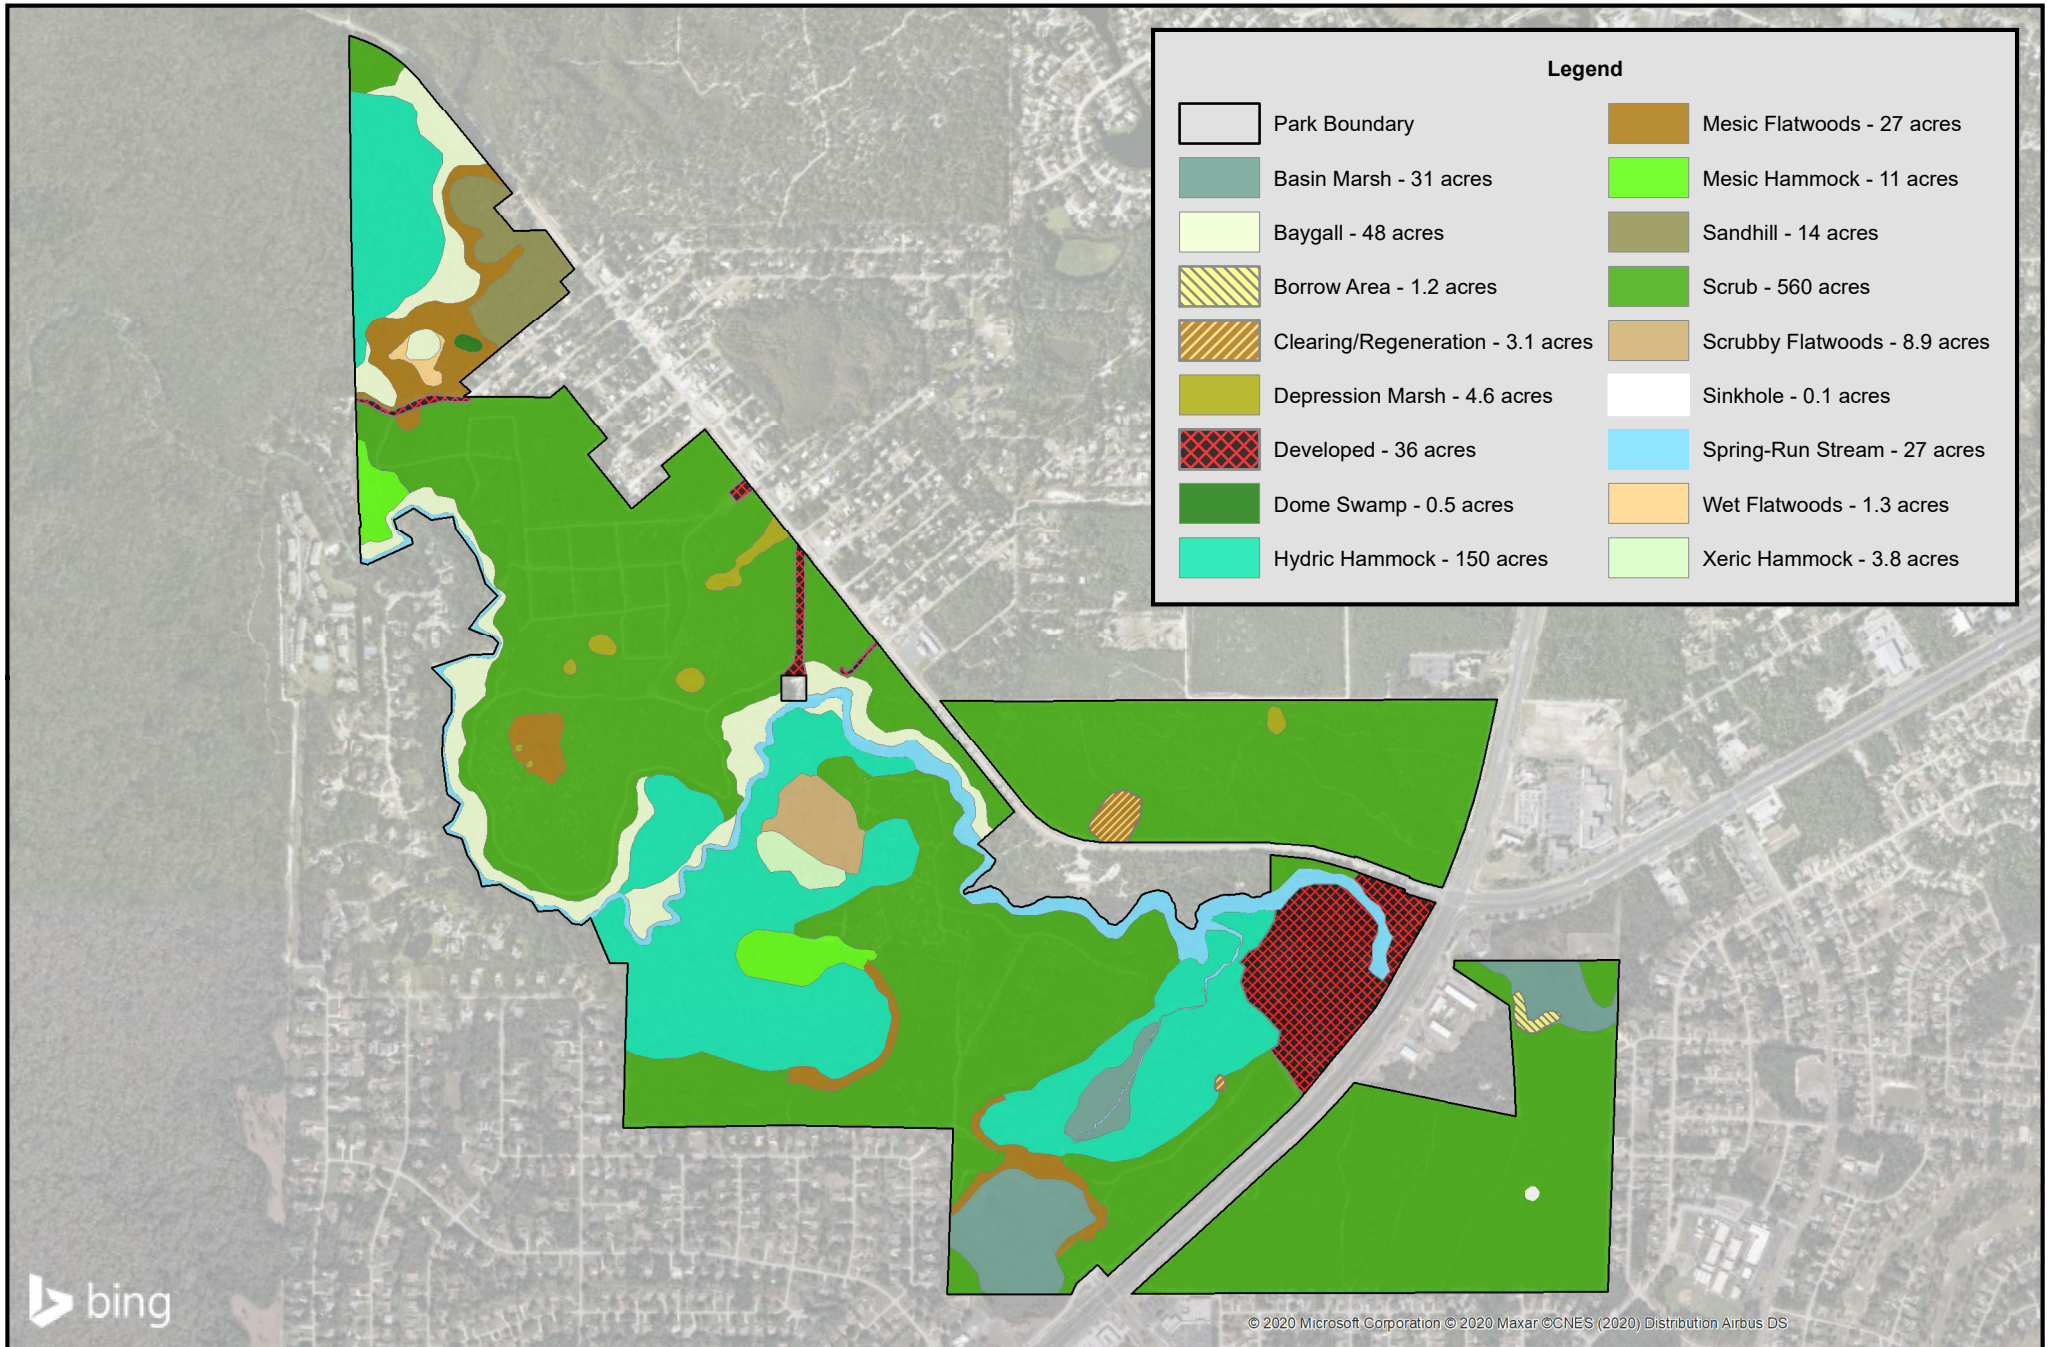 Legend
Park Boundary
Basin Marsh - 31 acres
Baygall - 48 acres
Borrow Area - 1.2 acres
Clearing/Regeneration - 3.1 acres
Depression Marsh - 4.6 acres
Developed - 36 acres
Dome Swamp - 0.5 acres
Hydric Hammock - 150 acres
Mesic Flatwoods - 27 acres
Mesic Hammock - 11 acres
Sandhill - 14 acres
Scrub - 560 acres
Scrubby Flatwoods - 8.9 acres
Sinkhole - 0.1 acres
Spring-Run Stream - 27 acres
Wet Flatwoods - 1.3 acres
Xeric Hammock - 3.8 acres
bing
© 2020 Microsoft Corporation © 2020 Maxar ©CNES (2020) Distribution Airbus DS